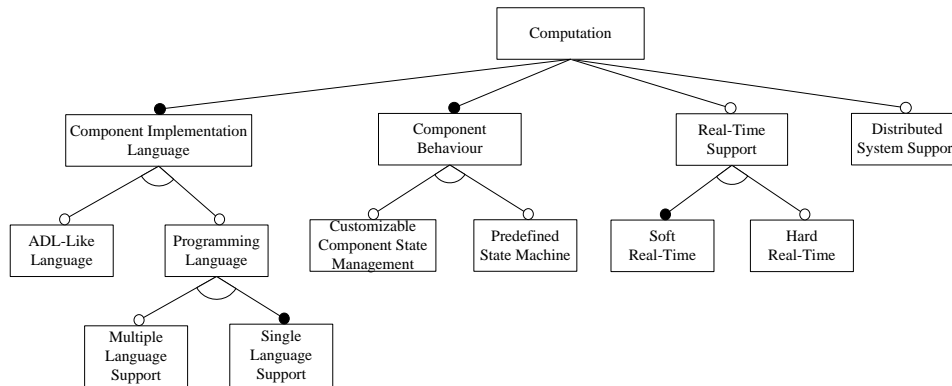 Computation
Component Implementation
Language
Component
Behaviour
Real-Time
Support
Distributed
System Support
ADL-Like
Language
Programming
Language
Customizable
Component State
Management
Predefined
State Machine
Soft
Real-Time
Hard
Real-Time
Multiple
Language
Support
Single
Language
Support